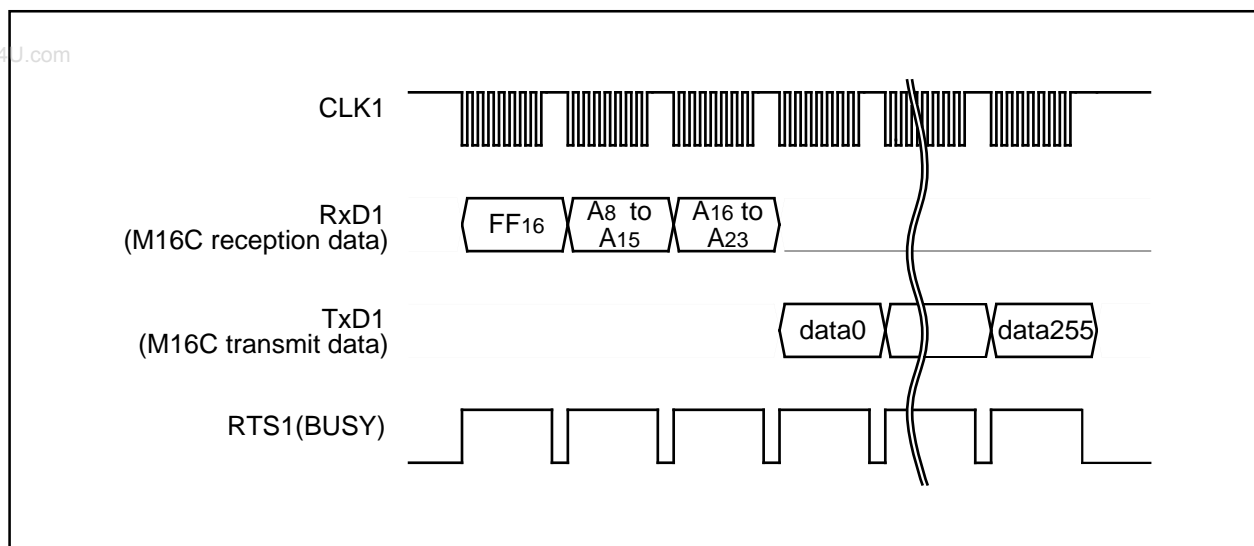 4U.com
CLK1
RxD1
(M16C reception data)
FF16
A8 to
A15
A16 to
A23
TxD1
(M16C transmit data)
data0
data255
RTS1(BUSY)